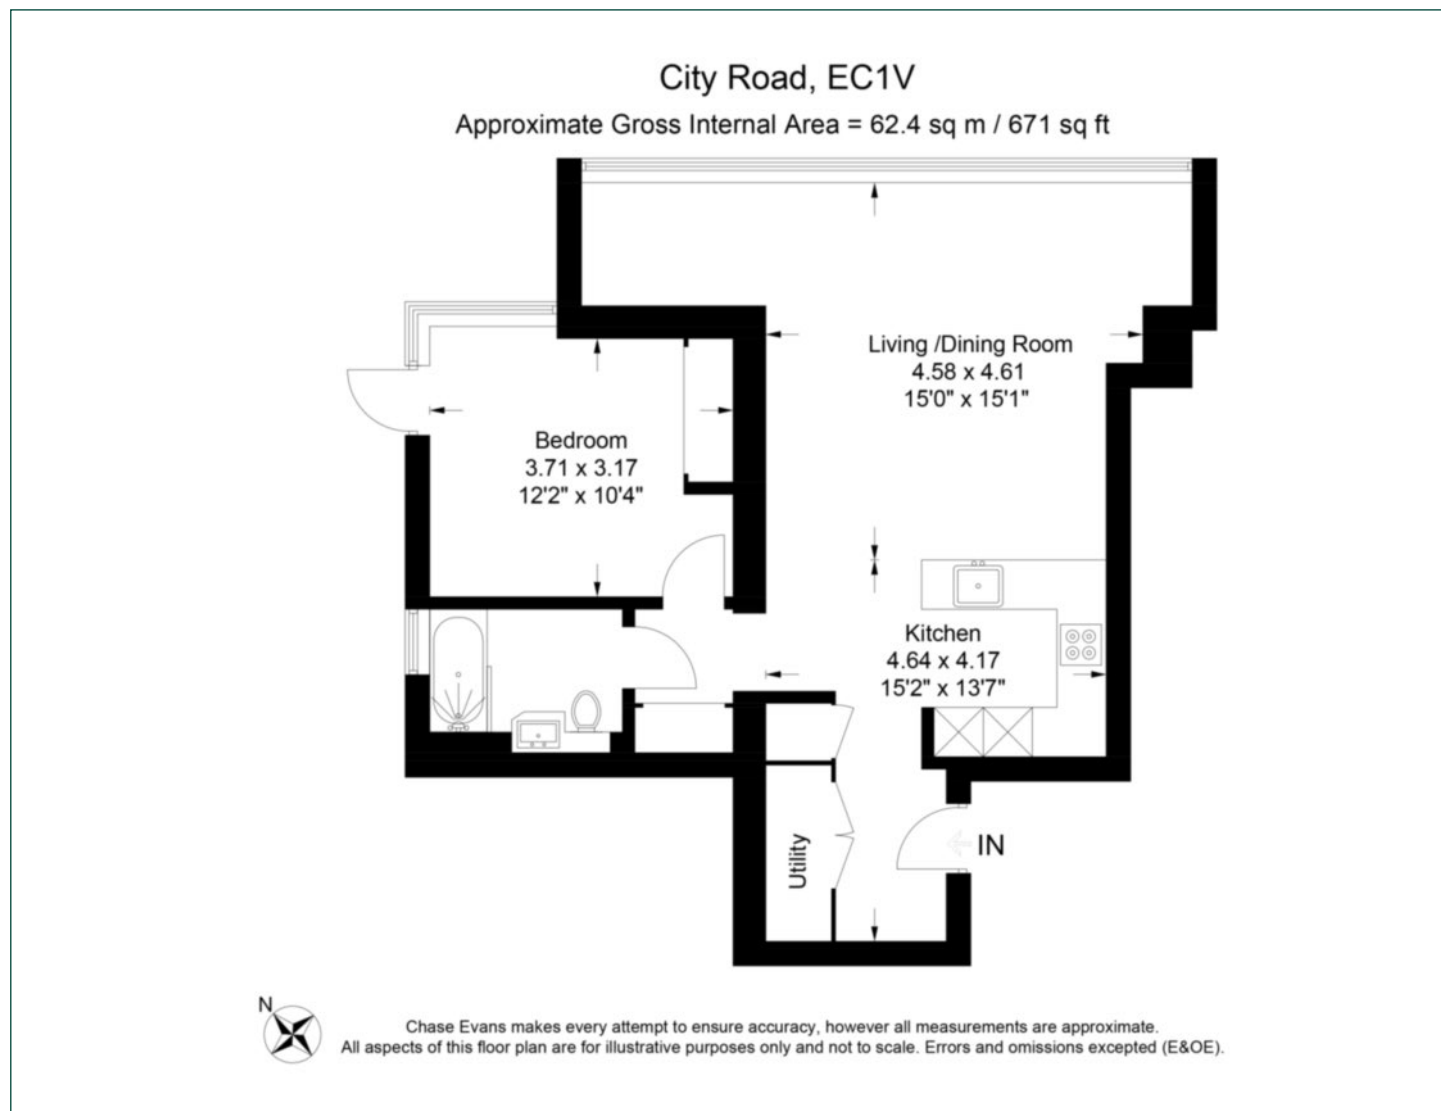 City Road, EC1V
Approximate Gross Internal Area = 62.4 sq m / 671 sq ft
Living /Dining Room
4.58 x 4.61
15'0" x 15'1"
Bedroom
3.71 x 3.17
12'2" x 10'4"
Kitchen
4.64 x 4.17
15'2" x 13'7"
Utility
IN
N
Chase Evans makes every attempt to ensure accuracy, however all measurements are approximate.
All aspects of this floor plan are for illustrative purposes only and not to scale. Errors and omissions excepted (E&OE).